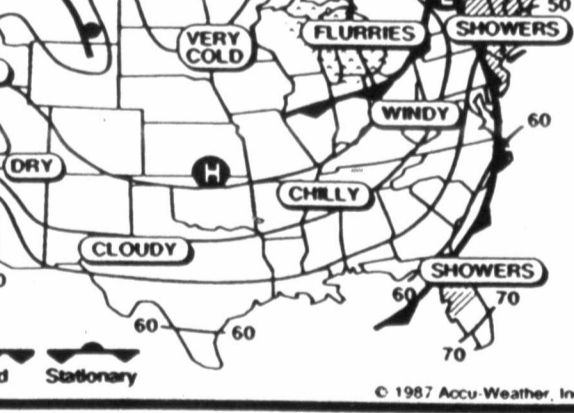 50
VERY
COLD
FLURRIES
SHOWERS
WINDY
60
DRY
H
CHILLY
CLOUDY
SHOWERS
60
70
60
60
70
Stationary
© 1987 Accu-Weather, In